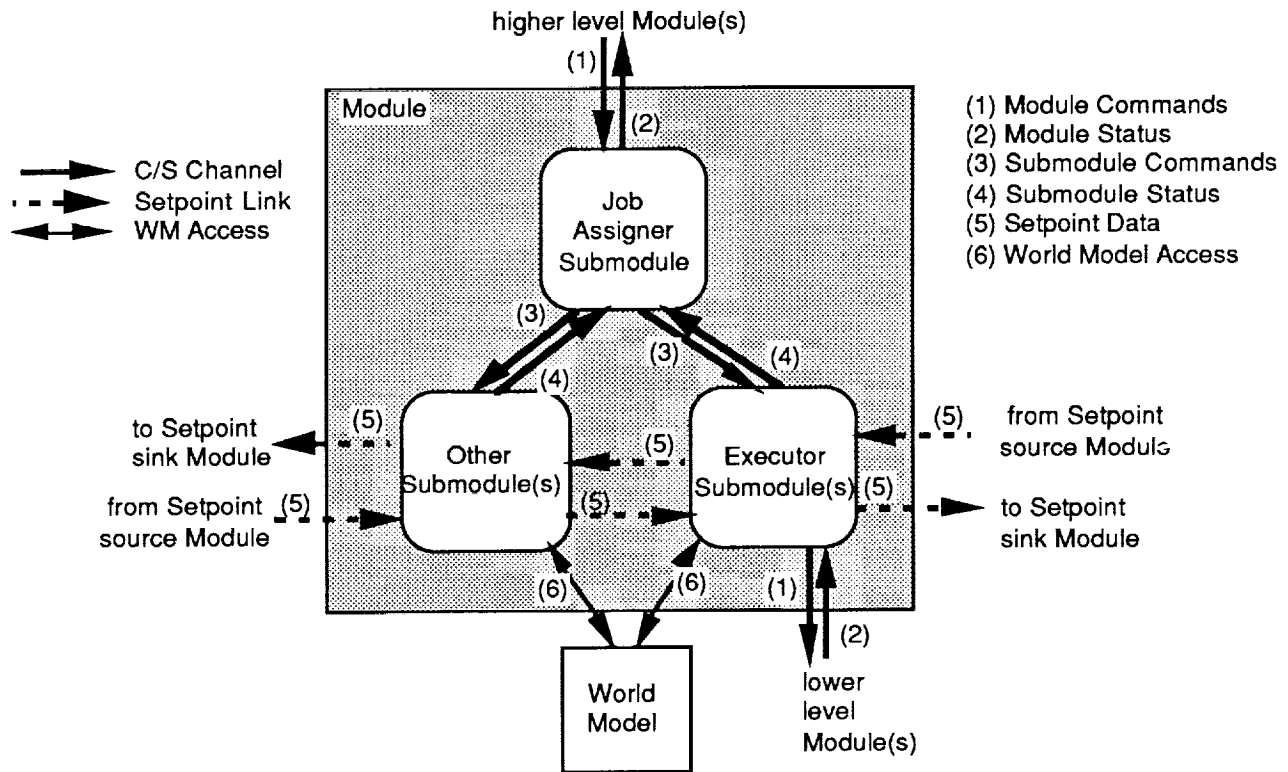 higher level Module(s)
(1)
(2)
Module
C/S Channel
Setpoint Link
WM Access
(1) Module Commands
(2) Module Status
(3) Submodule Commands
(4) Submodule Status
(5) Setpoint Data
(6) World Model Access
Job
Assigner
Submodule
(3)
(4)
(3)
(4)
to Setpoint
sink Module
(5)
from Setpoint
source Module
(5)
Other
Submodule(s)
(5)
(5)
Executor
Submodule(s)
(5)
from Setpoint
source Module
(5)
to Setpoint
sink Module
(6)
(6)
(1)
(2)
World
Model
lower
level
Module(s)